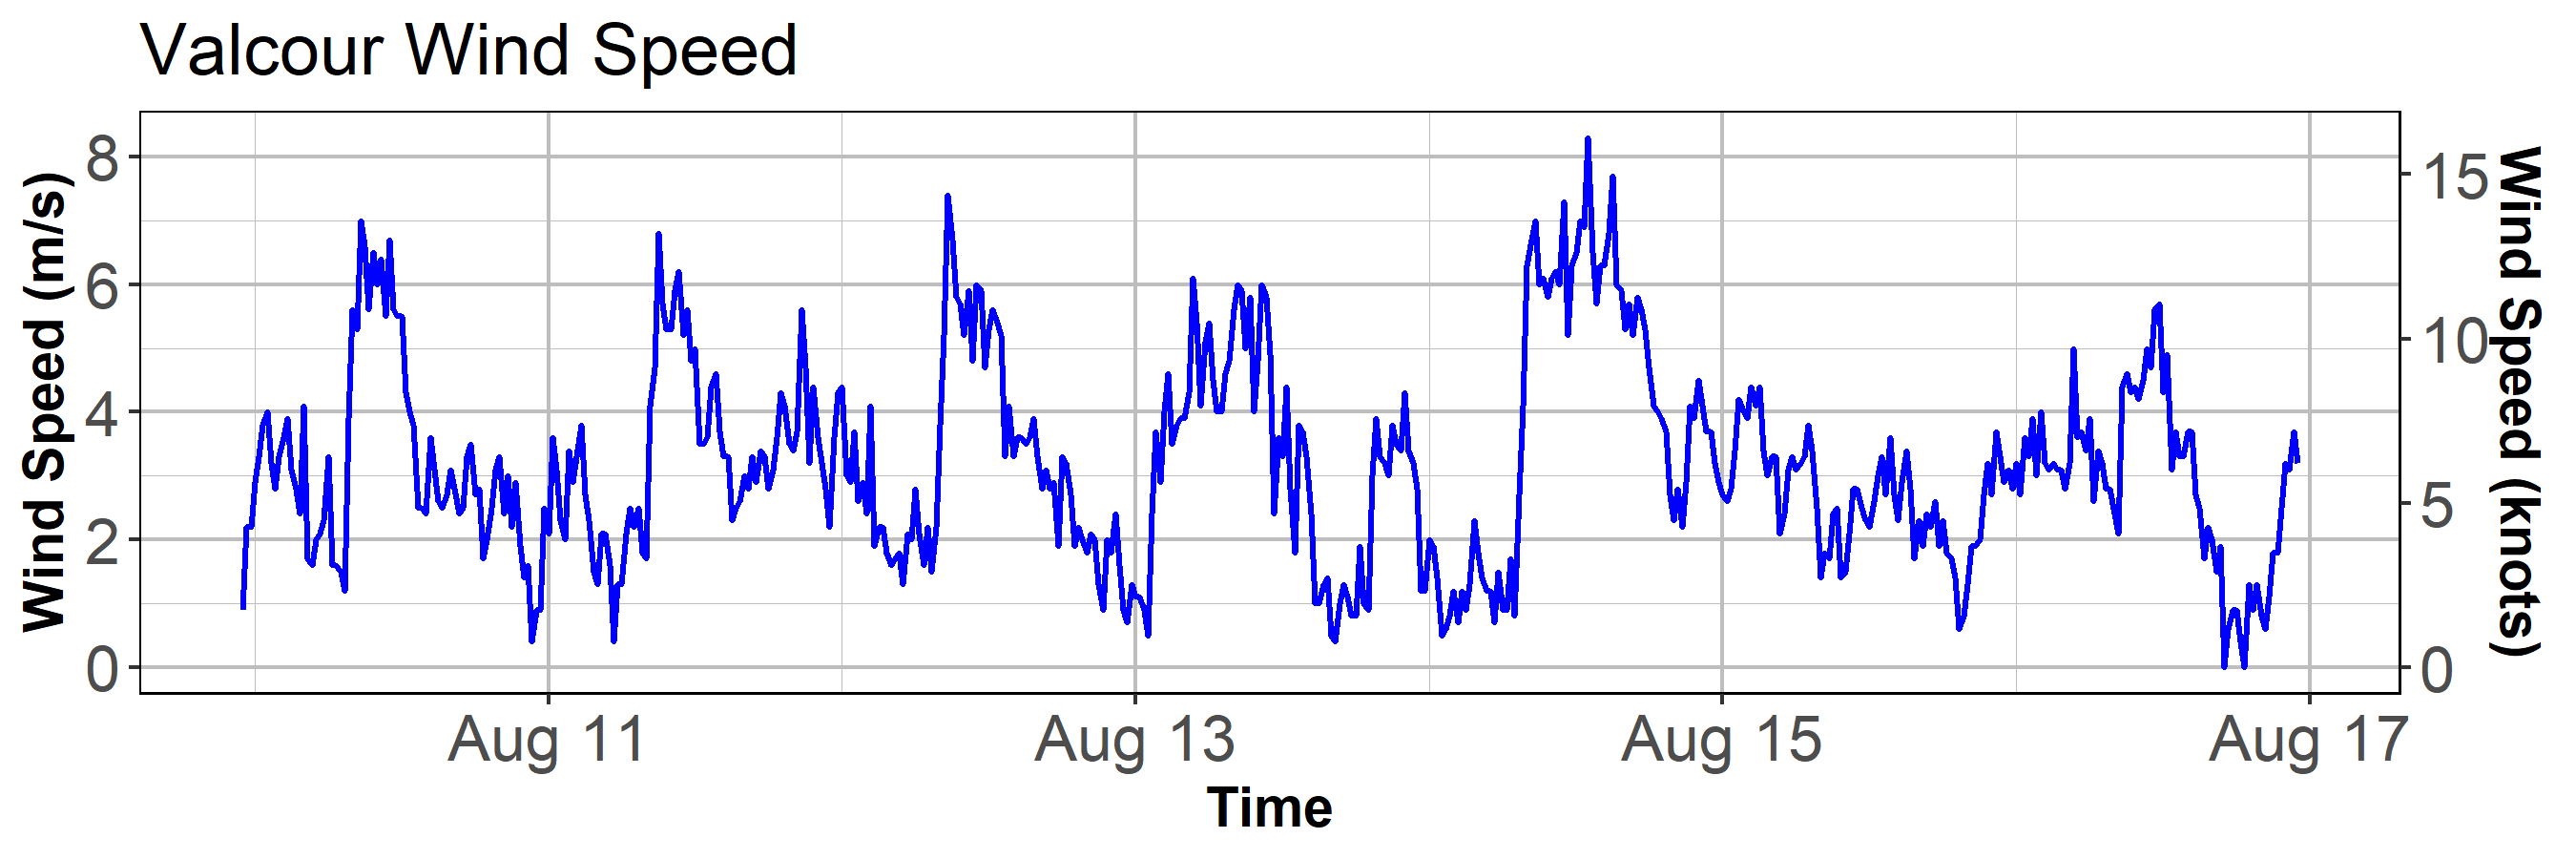 Valcour Wind Speed
Wind Speed (m/s)
8
6
4
2
0
15
10
5
0
Wind Speed (knots)
Aug 11
Aug 13
Aug 15
Aug 17
Time